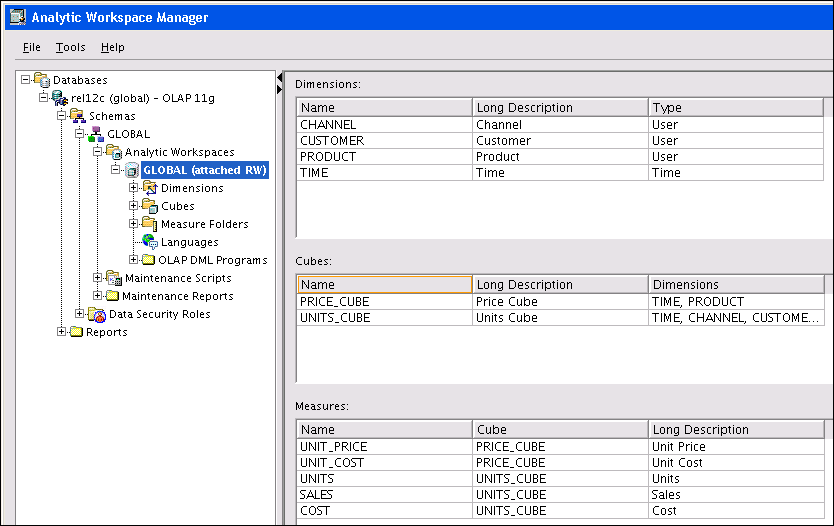 Analytic Workspace Manager
File Tools Help
Databases
rel12c (global) - OLAP 11g
Schemas
GLOBAL
Analytic Workspaces
GLOBAL (attached RW)
Dimensions
Cubes
Measure Folders
Languages
OLAP DML Programs
Maintenance Scripts
Maintenance Reports
Data Security Roles
Reports
Dimensions:
Name Long Description Type
CHANNEL Channel User
CUSTOMER Customer User
PRODUCT Product User
TIME Time Time
Cubes:
Name Long Description Dimensions
PRICE_CUBE Price Cube TIME, PRODUCT
UNITS_CUBE Units Cube TIME, CHANNEL, CUSTOME...
Measures:
Name Cube Long Description
UNIT_PRICE PRICE_CUBE Unit Price
UNIT_COST PRICE_CUBE Unit Cost
UNITS UNITS_CUBE Units
SALES UNITS_CUBE Sales
COST UNITS_CUBE Cost